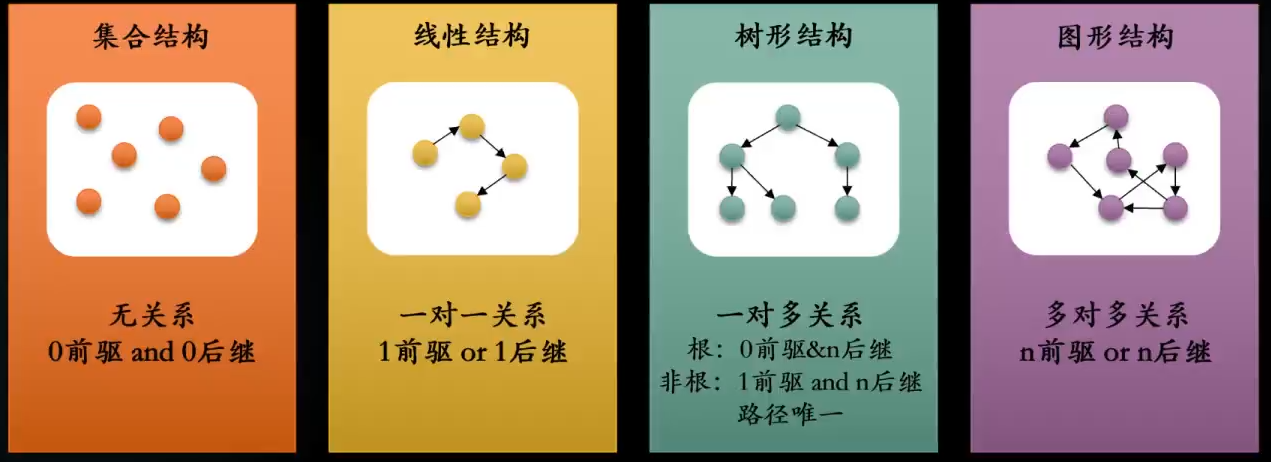 集合结构
无关系
0前驱 and 0后继
线性结构
一对一关系
1前驱 or 1后继
树形结构
一对多关系
根：0前驱&n后继
非根：1前驱 and n后继
路径唯一
图形结构
多对多关系
n前驱 or n后继